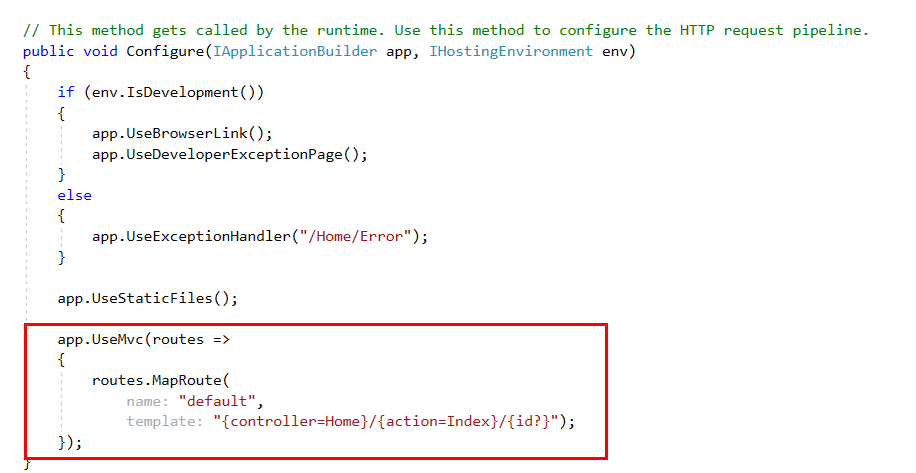 // This method gets called by the runtime. Use this method to configure the HTTP request pipeline.
public void Configure(IApplicationBuilder app, IHostingEnvironment env)
{
    if (env.IsDevelopment())
    {
        app.UseBrowserLink();
        app.UseDeveloperExceptionPage();
    }
    else
    {
        app.UseExceptionHandler("/Home/Error");
    }

    app.UseStaticFiles();

    app.UseMvc(routes =>
    {
        routes.MapRoute(
            name: "default",
            template: "{controller=Home}/{action=Index}/{id?}");
    });
}